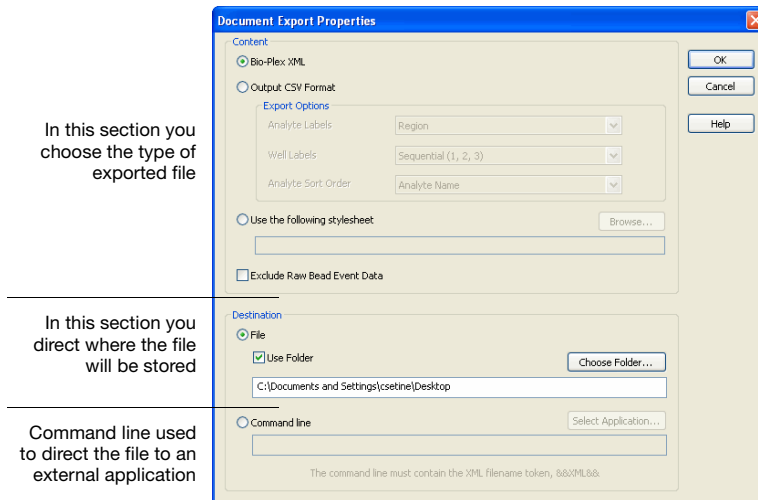 Document Export Properties
Content
Bio-Plex XML
OK
Output CSV Format
Cancel
Export Options
Analyte Labels
Region
Help
Well Labels
Sequential (1, 2, 3)
Analyte Sort Order
Analyte Name
In this section you
choose the type of
exported file
Use the following stylesheet
Browse...
Exclude Raw Bead Event Data
In this section you
direct where the file
will be stored
Destination
File
Use Folder
Choose Folder...
C:\Documents and Settings\csetine\Desktop
Command line used
to direct the file to an
external application
Command line
Select Application...
The command line must contain the XML filename token, &&XML&&